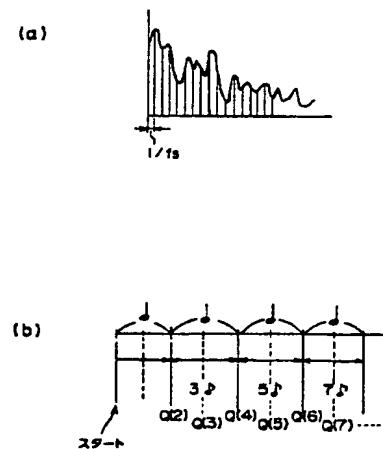 (a)
1/fs
(b)
3♪ 5♪ 7♪
Q(2) Q(4) Q(6)
Q(3) Q(5) Q(7) ----
スタート